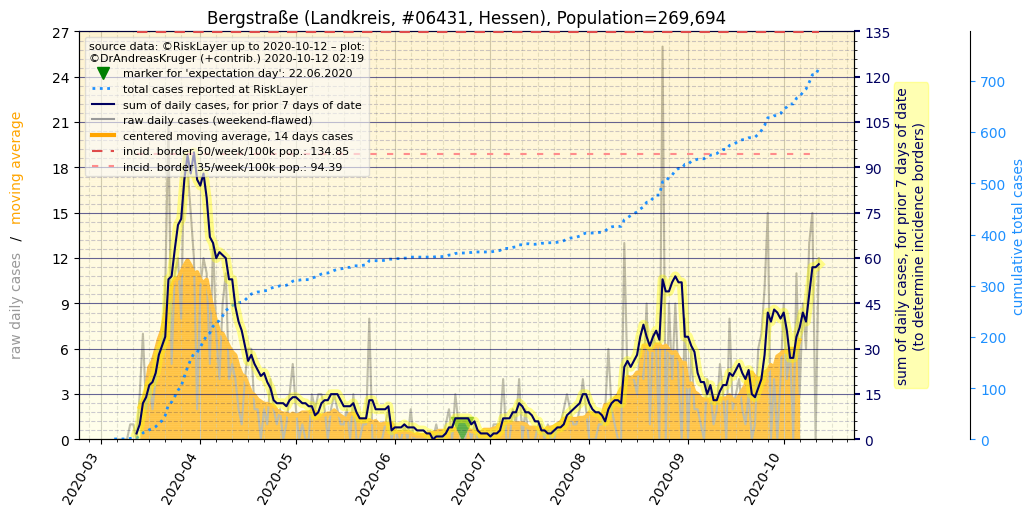 Bergstraße (Landkreis, #06431, Hessen), Population=269,694
source data: ©RiskLayer up to 2020-10-12 – plot:
©DrAndreasKruger (+contrib.) 2020-10-12 02:19
marker for 'expectation day': 22.06.2020
total cases reported at RiskLayer
sum of daily cases, for prior 7 days of date
raw daily cases (weekend-flawed)
centered moving average, 14 days cases
incid. border 50/week/100k pop.: 134.85
incid. border 35/week/100k pop.: 94.39
raw daily cases / moving average
27
24
21
18
15
12
9
6
3
0
135
120
105
90
75
60
45
30
15
0
sum of daily cases, for prior 7 days of date
(to determine incidence borders)
700
600
500
400
300
200
100
0
cumulative total cases
2020-03
2020-04
2020-05
2020-06
2020-07
2020-08
2020-09
2020-10